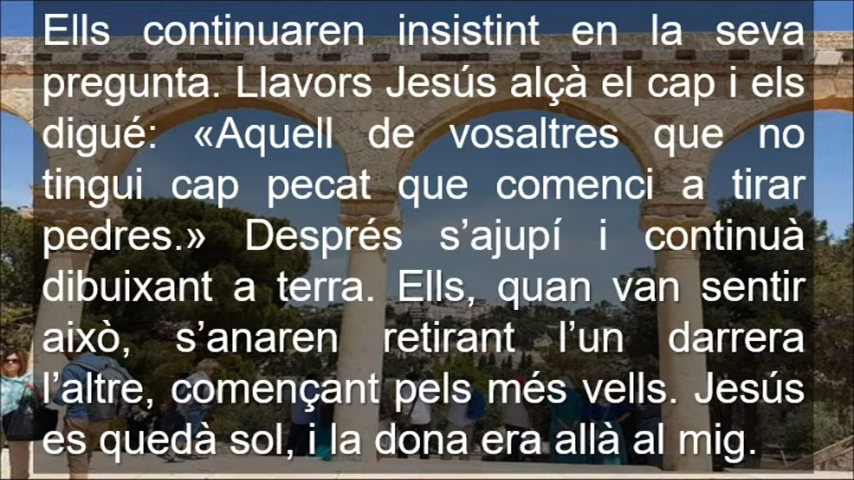 Ells continuaren insistint en la seva
pregunta. Llavors Jesús alçà el cap i els
digué: «Aquell de vosaltres que no
tingui cap pecat que comenci a tirar
pedres.» Després s’ajupí i continuà
dibuixant a terra. Ells, quan van sentir
això, s’anaren retirant l’un darrera
l’altre, començant pels més vells. Jesús
es quedà sol, i la dona era allà al mig.